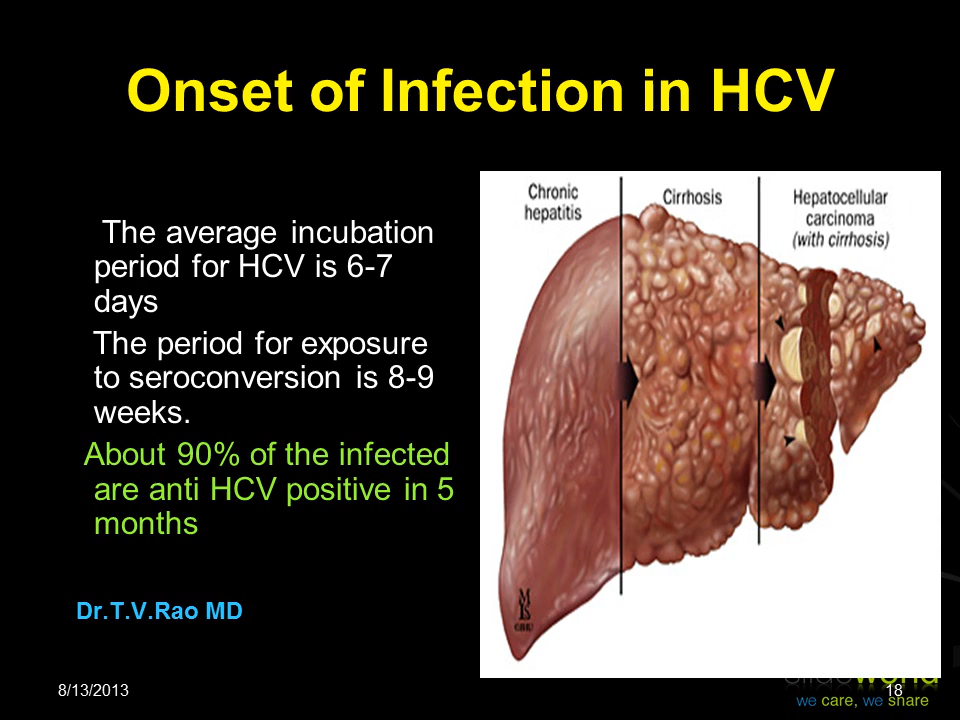 Onset of Infection in HCV
The average incubation
period for HCV is 6-7
days
The period for exposure
to seroconversion is 8-9
weeks.
About 90% of the infected
are anti HCV positive in 5
months
Dr.T.V.Rao MD
Chronic
hepatitis
Cirrhosis
Hepatocellular
carcinoma
(with cirrhosis)
8/13/2013
18
we care, we share